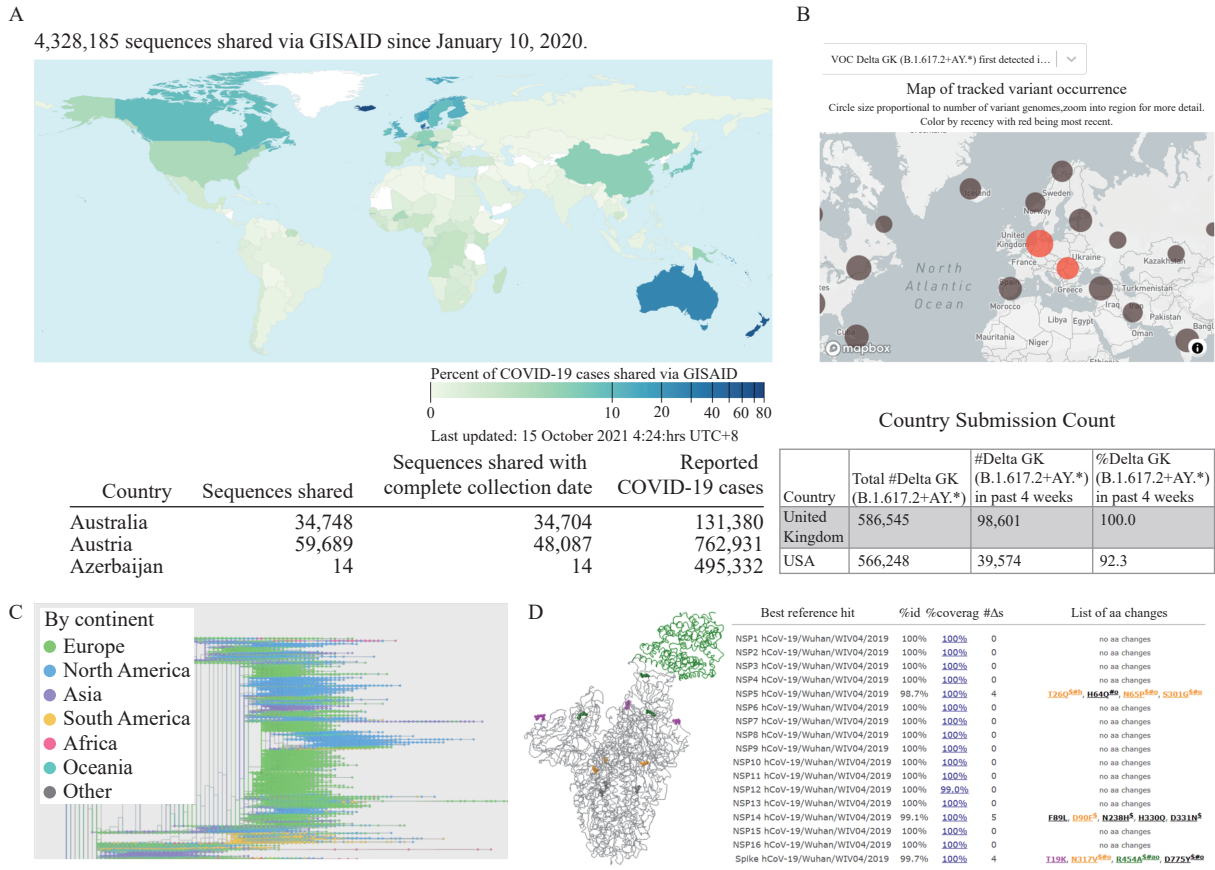 A
4,328,185 sequences shared via GISAID since January 10, 2020.
Percent of COVID-19 cases shared via GISAID
0 10 20 40 60 80
Last updated: 15 October 2021 4:24:hrs UTC+8
Country Sequences shared Sequences shared with complete collection date Reported COVID-19 cases
Australia 34,748 34,704 131,380
Austria 59,689 48,087 762,931
Azerbaijan 14 14 495,332
B
VOC Delta GK (B.1.617.2+AY.*) first detected i...
Map of tracked variant occurrence
Circle size proportional to number of variant genomes,zoom into region for more detail.
Color by recency with red being most recent.
Iceland
Sweden
Norway
United
Kingdom
France
Ukraine
Kazakhstan
Spain
Greece
Turkmenistan
Morocco
Iraq
Iran
Pakistan
Libya Egypt
Oman
Bangl
Mauritania
Niger
Cuba
North
Atlantic
Ocean
mapbox
Country Submission Count
Country Total #Delta GK (B.1.617.2+AY.*) #Delta GK (B.1.617.2+AY.*) in past 4 weeks %Delta GK (B.1.617.2+AY.*) in past 4 weeks
United Kingdom 586,545 98,601 100.0
USA 566,248 39,574 92.3
C
By continent
Europe
North America
Asia
South America
Africa
Oceania
Other
D
Best reference hit %id %coverag #Δs List of aa changes
NSP1 hCoV-19/Wuhan/WIV04/2019 100% 100% 0 no aa changes
NSP2 hCoV-19/Wuhan/WIV04/2019 100% 100% 0 no aa changes
NSP3 hCoV-19/Wuhan/WIV04/2019 100% 100% 0 no aa changes
NSP4 hCoV-19/Wuhan/WIV04/2019 100% 100% 0 no aa changes
NSP5 hCoV-19/Wuhan/WIV04/2019 98.7% 100% 4 T26Q, H64Q, N65P, S301G
NSP6 hCoV-19/Wuhan/WIV04/2019 100% 100% 0 no aa changes
NSP7 hCoV-19/Wuhan/WIV04/2019 100% 100% 0 no aa changes
NSP8 hCoV-19/Wuhan/WIV04/2019 100% 100% 0 no aa changes
NSP9 hCoV-19/Wuhan/WIV04/2019 100% 100% 0 no aa changes
NSP10 hCoV-19/Wuhan/WIV04/2019 100% 100% 0 no aa changes
NSP11 hCoV-19/Wuhan/WIV04/2019 100% 100% 0 no aa changes
NSP12 hCoV-19/Wuhan/WIV04/2019 100% 99.0% 0 no aa changes
NSP13 hCoV-19/Wuhan/WIV04/2019 100% 100% 0 no aa changes
NSP14 hCoV-19/Wuhan/WIV04/2019 99.1% 100% 5 F89L, D90F$, N238H$, H330Q, D331N$
NSP15 hCoV-19/Wuhan/WIV04/2019 100% 100% 0 no aa changes
NSP16 hCoV-19/Wuhan/WIV04/2019 100% 100% 0 no aa changes
Spike hCoV-19/Wuhan/WIV04/2019 99.7% 100% 4 T19K, N317V, R454A, D775Y